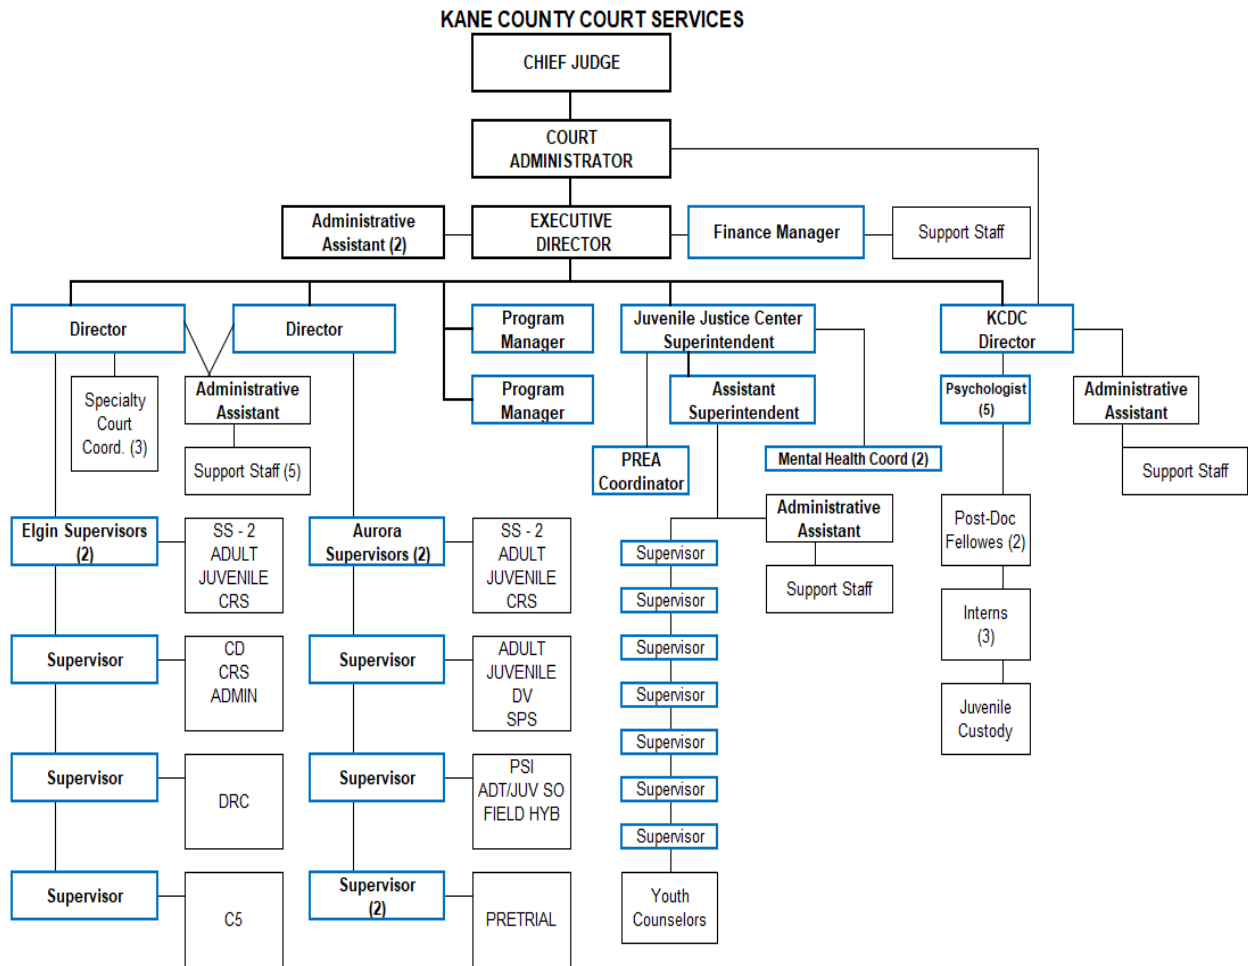 KANE COUNTY COURT SERVICES
CHIEF JUDGE
COURT
ADMINISTRATOR
Administrative
Assistant (2)
EXECUTIVE
DIRECTOR
Finance Manager
Support Staff
Director
Director
Program
Manager
Juvenile Justice Center
Superintendent
KCDC
Director
Specialty
Court
Coord. (3)
Administrative
Assistant
Support Staff (5)
Program
Manager
Assistant
Superintendent
PREA
Coordinator
Mental Health Coord (2)
Psychologist
(5)
Administrative
Assistant
Support Staff
Elgin Supervisors
(2)
SS - 2
ADULT
JUVENILE
CRS
Aurora
Supervisors (2)
SS - 2
ADULT
JUVENILE
CRS
Administrative
Assistant
Support Staff
Post-Doc
Fellowes (2)
Interns
(3)
Juvenile
Custody
Supervisor
CD
CRS
ADMIN
Supervisor
ADULT
JUVENILE
DV
SPS
Supervisor
DRC
Supervisor
PSI
ADT/JUV SO
FIELD HYB
Supervisor
C5
Supervisor
(2)
PRETRIAL
Supervisor
Supervisor
Supervisor
Supervisor
Supervisor
Supervisor
Supervisor
Youth
Counselors